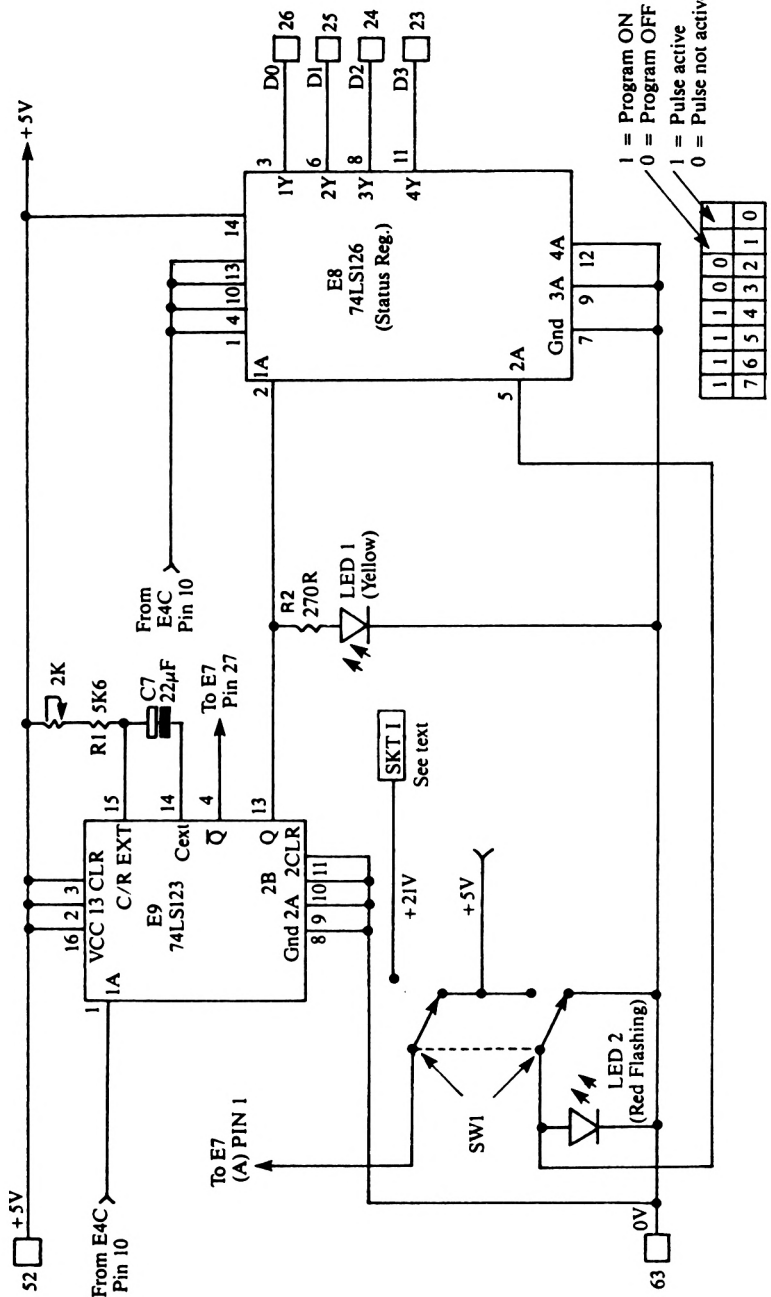 +5V
52
+5V
From E4C
Pin 10
1
1A
16
2
3
VCC 13 CLR
C/R EXT
15
E9
74LS123
Cext
14
Q̅
4
Q
13
Gnd 2A
2B
2CLR
8
9
10
11
2K
R1
5K6
C7
22µF
To E7
Pin 27
From
E4C
Pin 10
R2
270R
LED 1
(Yellow)
1
4
10
13
14
2
1A
E8
74LS126
(Status Reg.)
5
2A
Gnd
3A
4A
7
9
12
3
1Y
D0
26
6
2Y
D1
25
8
3Y
D2
24
11
4Y
D3
23
SKT 1
See text
+21V
+5V
To E7
(A) PIN 1
SW1
LED 2
(Red Flashing)
0V
63
1 = Program ON
0 = Program OFF
1 = Pulse active
0 = Pulse not activ
1 1 1 1 0 0
7 6 5 4 3 2 1 0